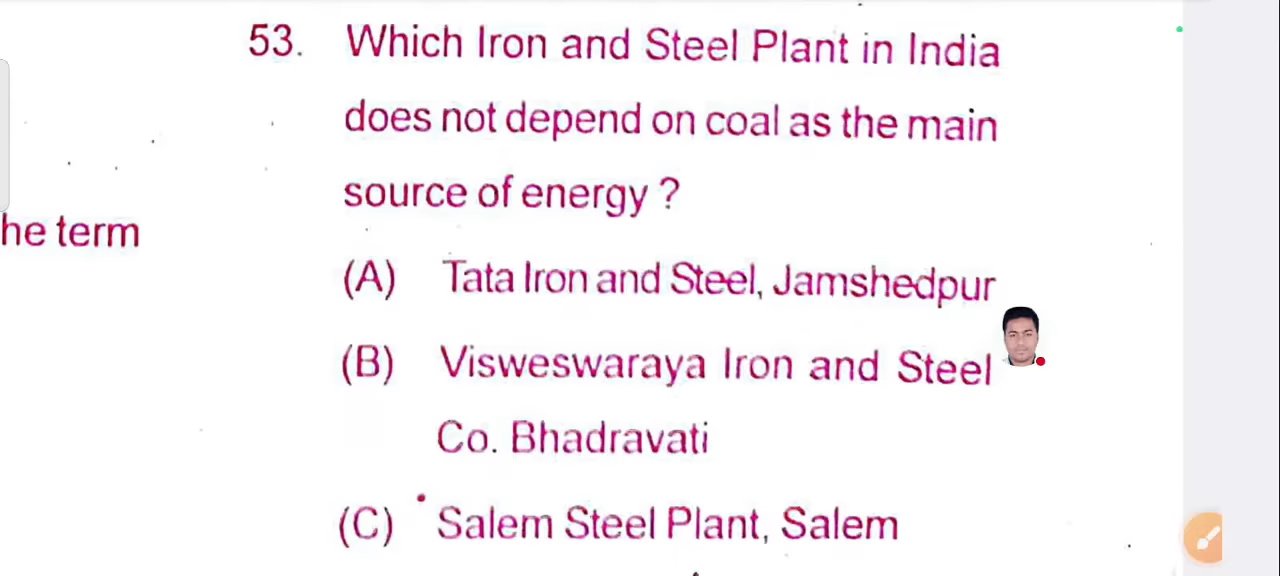 53. Which Iron and Steel Plant in India
does not depend on coal as the main
source of energy ?
he term
(A) Tata Iron and Steel, Jamshedpur
(B) Visweswaraya Iron and Steel
Co. Bhadravati
(C) Salem Steel Plant, Salem